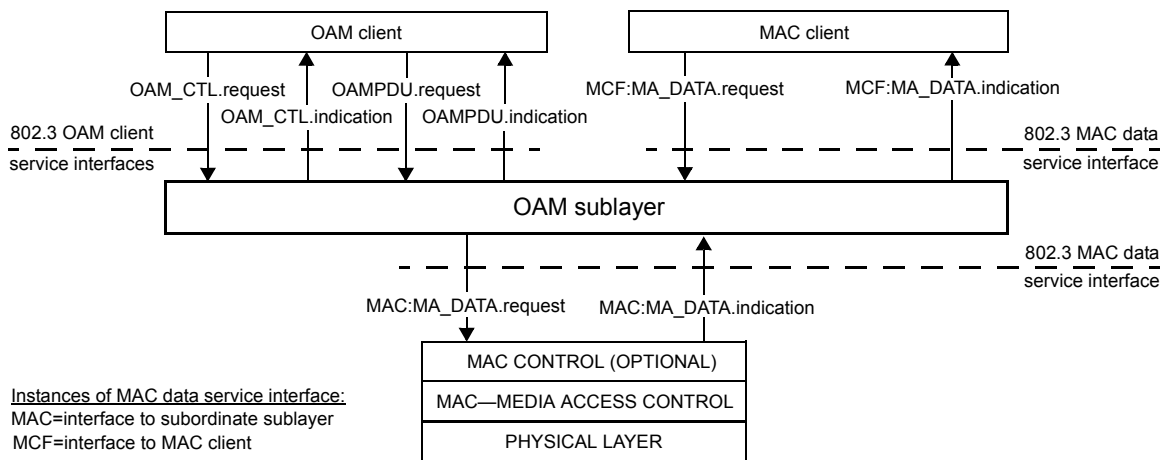 OAM client
MAC client
OAM_CTL.request
OAMPDU.request
MCF:MA_DATA.request
MCF:MA_DATA.indication
OAM_CTL.indication
OAMPDU.indication
802.3 OAM client
service interfaces
802.3 MAC data
service interface
OAM sublayer
802.3 MAC data
service interface
MAC:MA_DATA.request
MAC:MA_DATA.indication
MAC CONTROL (OPTIONAL)
MAC—MEDIA ACCESS CONTROL
PHYSICAL LAYER
Instances of MAC data service interface:
MAC=interface to subordinate sublayer
MCF=interface to MAC client